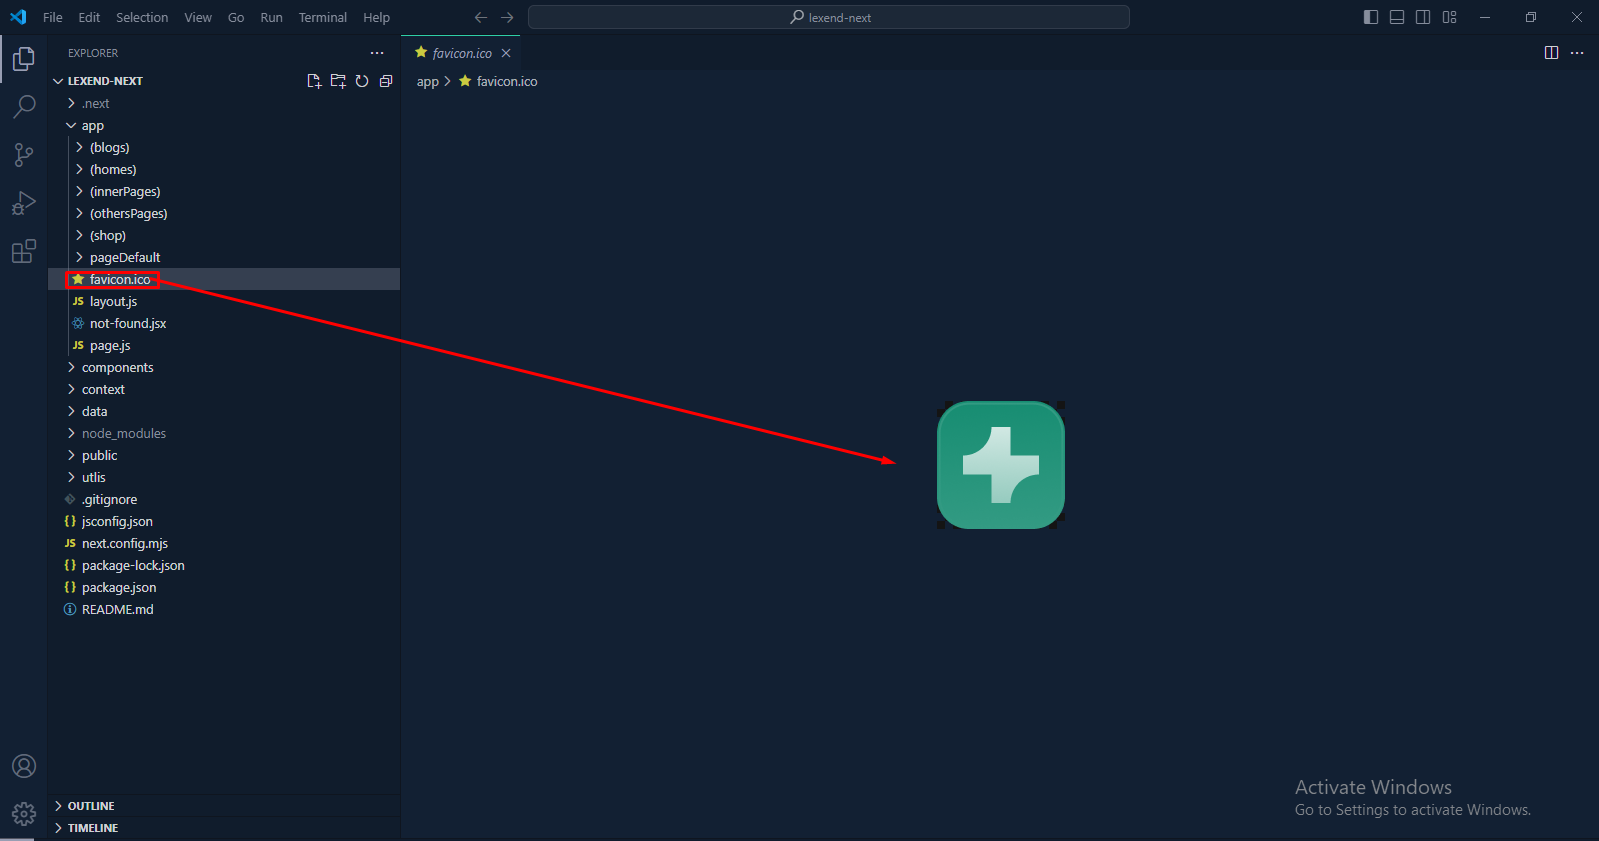 File Edit Selection View Go Run Terminal Help
lexend-next
EXPLORER
favicon.ico
LEXEND-NEXT
app > favicon.ico
.next
app
(blogs)
(homes)
(innerPages)
(othersPages)
(shop)
pageDefault
favicon.ico
JS layout.js
not-found.jsx
JS page.js
components
context
data
node_modules
public
utlis
.gitignore
{} jsconfig.json
JS next.config.mjs
{} package-lock.json
{} package.json
README.md
Activate Windows
Go to Settings to activate Windows.
OUTLINE
TIMELINE